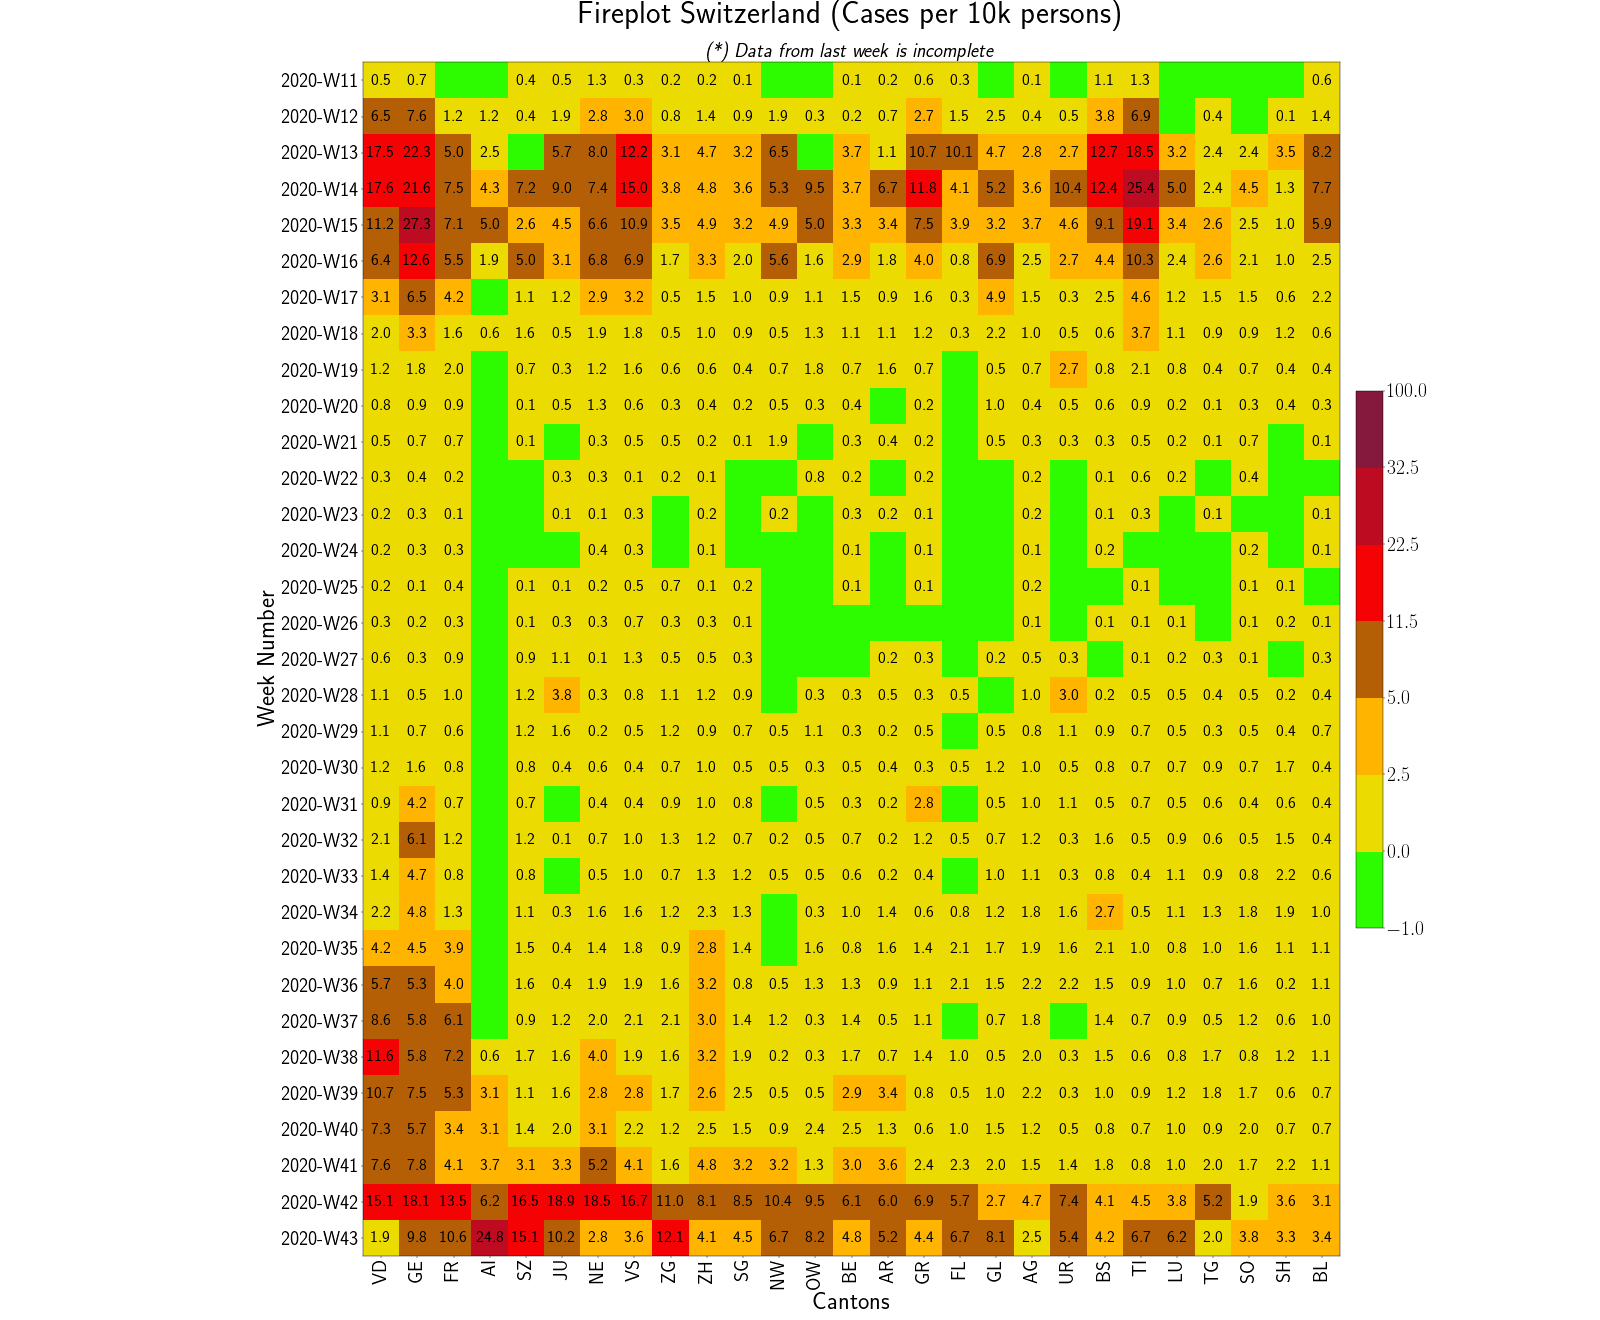 Fireplot Switzerland (Cases per 10k persons)
(*) Data from last week is incomplete
2020-W11 0.5 0.7 0.4 0.5 1.3 0.3 0.2 0.2 0.1 0.1 0.2 0.6 0.3 0.1 1.1 1.3 0.6
2020-W12 6.5 7.6 1.2 1.2 0.4 1.9 2.8 3.0 0.8 1.4 0.9 1.9 0.3 0.2 0.7 2.7 1.5 2.5 0.4 0.5 3.8 6.9 0.4 0.1 1.4
2020-W13 17.5 22.3 5.0 2.5 5.7 8.0 12.2 3.1 4.7 3.2 6.5 3.7 1.1 10.7 10.1 4.7 2.8 2.7 12.7 18.5 3.2 2.4 2.4 3.5 8.2
2020-W14 17.6 21.6 7.5 4.3 7.2 9.0 7.4 15.0 3.8 4.8 3.6 5.3 9.5 3.7 6.7 11.8 4.1 5.2 3.6 10.4 12.4 25.4 5.0 2.4 4.5 1.3 7.7
2020-W15 11.2 27.3 7.1 5.0 2.6 4.5 6.6 10.9 3.5 4.9 3.2 4.9 5.0 3.3 3.4 7.5 3.9 3.2 3.7 4.6 9.1 19.1 3.4 2.6 2.5 1.0 5.9
2020-W16 6.4 12.6 5.5 1.9 5.0 3.1 6.8 6.9 1.7 3.3 2.0 5.6 1.6 2.9 1.8 4.0 0.8 6.9 2.5 2.7 4.4 10.3 2.4 2.6 2.1 1.0 2.5
2020-W17 3.1 6.5 4.2 1.1 1.2 2.9 3.2 0.5 1.5 1.0 0.9 1.1 1.5 0.9 1.6 0.3 4.9 1.5 0.3 2.5 4.6 1.2 1.5 1.5 0.6 2.2
2020-W18 2.0 3.3 1.6 0.6 1.6 0.5 1.9 1.8 0.5 1.0 0.9 0.5 1.3 1.1 1.1 1.2 0.3 2.2 1.0 0.5 0.6 3.7 1.1 0.9 0.9 1.2 0.6
2020-W19 1.2 1.8 2.0 0.7 0.3 1.2 1.6 0.6 0.6 0.4 0.7 1.8 0.7 1.6 0.7 0.5 0.7 2.7 0.8 2.1 0.8 0.4 0.7 0.4 0.4
2020-W20 0.8 0.9 0.9 0.1 0.5 1.3 0.6 0.3 0.4 0.2 0.5 0.3 0.4 0.2 1.0 0.4 0.5 0.6 0.9 0.2 0.1 0.3 0.4 0.3
2020-W21 0.5 0.7 0.7 0.1 0.3 0.5 0.5 0.2 0.1 1.9 0.3 0.4 0.2 0.5 0.3 0.3 0.3 0.5 0.2 0.1 0.7 0.1
2020-W22 0.3 0.4 0.2 0.3 0.3 0.1 0.2 0.1 0.8 0.2 0.2 0.2 0.1 0.6 0.2 0.4
2020-W23 0.2 0.3 0.1 0.1 0.1 0.3 0.2 0.2 0.3 0.2 0.1 0.2 0.1 0.3 0.1 0.1
2020-W24 0.2 0.3 0.3 0.4 0.3 0.1 0.1 0.1 0.1 0.2 0.2 0.1
2020-W25 0.2 0.1 0.4 0.1 0.1 0.2 0.5 0.7 0.1 0.2 0.1 0.1 0.2 0.1 0.1 0.1
2020-W26 0.3 0.2 0.3 0.1 0.3 0.3 0.7 0.3 0.3 0.1 0.1 0.1 0.1 0.1 0.1 0.2 0.1
2020-W27 0.6 0.3 0.9 0.9 1.1 0.1 1.3 0.5 0.5 0.3 0.2 0.3 0.2 0.5 0.3 0.1 0.2 0.3 0.1 0.3
2020-W28 1.1 0.5 1.0 1.2 3.8 0.3 0.8 1.1 1.2 0.9 0.3 0.3 0.5 0.3 0.5 1.0 3.0 0.2 0.5 0.5 0.4 0.5 0.2 0.4
2020-W29 1.1 0.7 0.6 1.2 1.6 0.2 0.5 1.2 0.9 0.7 0.5 1.1 0.3 0.2 0.5 0.5 0.8 1.1 0.9 0.7 0.5 0.3 0.5 0.4 0.7
2020-W30 1.2 1.6 0.8 0.8 0.4 0.6 0.4 0.7 1.0 0.5 0.5 0.3 0.5 0.4 0.3 0.5 1.2 1.0 0.5 0.8 0.7 0.7 0.9 0.7 1.7 0.4
2020-W31 0.9 4.2 0.7 0.7 0.4 0.4 0.9 1.0 0.8 0.5 0.3 0.2 2.8 0.5 1.0 1.1 0.5 0.7 0.5 0.6 0.4 0.6 0.4
2020-W32 2.1 6.1 1.2 1.2 0.1 0.7 1.0 1.3 1.2 0.7 0.2 0.5 0.7 0.2 1.2 0.5 0.7 1.2 0.3 1.6 0.5 0.9 0.6 0.5 1.5 0.4
2020-W33 1.4 4.7 0.8 0.8 0.5 1.0 0.7 1.3 1.2 0.5 0.5 0.6 0.2 0.4 1.0 1.1 0.3 0.8 0.4 1.1 0.9 0.8 2.2 0.6
2020-W34 2.2 4.8 1.3 1.1 0.3 1.6 1.6 1.2 2.3 1.3 0.3 1.0 1.4 0.6 0.8 1.2 1.8 1.6 2.7 0.5 1.1 1.3 1.8 1.9 1.0
2020-W35 4.2 4.5 3.9 1.5 0.4 1.4 1.8 0.9 2.8 1.4 1.6 0.8 1.6 1.4 2.1 1.7 1.9 1.6 2.1 1.0 0.8 1.0 1.6 1.1 1.1
2020-W36 5.7 5.3 4.0 1.6 0.4 1.9 1.9 1.6 3.2 0.8 0.5 1.3 1.3 0.9 1.1 2.1 1.5 2.2 2.2 1.5 0.9 1.0 0.7 1.6 0.2 1.1
2020-W37 8.6 5.8 6.1 0.9 1.2 2.0 2.1 2.1 3.0 1.4 1.2 0.3 1.4 0.5 1.1 0.7 1.8 1.4 0.7 0.9 0.5 1.2 0.6 1.0
2020-W38 11.6 5.8 7.2 0.6 1.7 1.6 4.0 1.9 1.6 3.2 1.9 0.2 0.3 1.7 0.7 1.4 1.0 0.5 2.0 0.3 1.5 0.6 0.8 1.7 0.8 1.2 1.1
2020-W39 10.7 7.5 5.3 3.1 1.1 1.6 2.8 2.8 1.7 2.6 2.5 0.5 0.5 2.9 3.4 0.8 0.5 1.0 2.2 0.3 1.0 0.9 1.2 1.8 1.7 0.6 0.7
2020-W40 7.3 5.7 3.4 3.1 1.4 2.0 3.1 2.2 1.2 2.5 1.5 0.9 2.4 2.5 1.3 0.6 1.0 1.5 1.2 0.5 0.8 0.7 1.0 0.9 2.0 0.7 0.7
2020-W41 7.6 7.8 4.1 3.7 3.1 3.3 5.2 4.1 1.6 4.8 3.2 3.2 1.3 3.0 3.6 2.4 2.3 2.0 1.5 1.4 1.8 0.8 1.0 2.0 1.7 2.2 1.1
2020-W42 15.1 18.1 13.5 6.2 16.5 18.9 18.5 16.7 11.0 8.1 8.5 10.4 9.5 6.1 6.0 6.9 5.7 2.7 4.7 7.4 4.1 4.5 3.8 5.2 1.9 3.6 3.1
2020-W43 1.9 9.8 10.6 24.8 15.1 10.2 2.8 3.6 12.1 4.1 4.5 6.7 8.2 4.8 5.2 4.4 6.7 8.1 2.5 5.4 4.2 6.7 6.2 2.0 3.8 3.3 3.4
VD GE FR AI SZ JU NE VS ZG ZH SG NW OW BE AR GR FL GL AG UR BS TI LU TG SO SH BL
Cantons
Week Number
100.0
32.5
22.5
11.5
5.0
2.5
0.0
−1.0